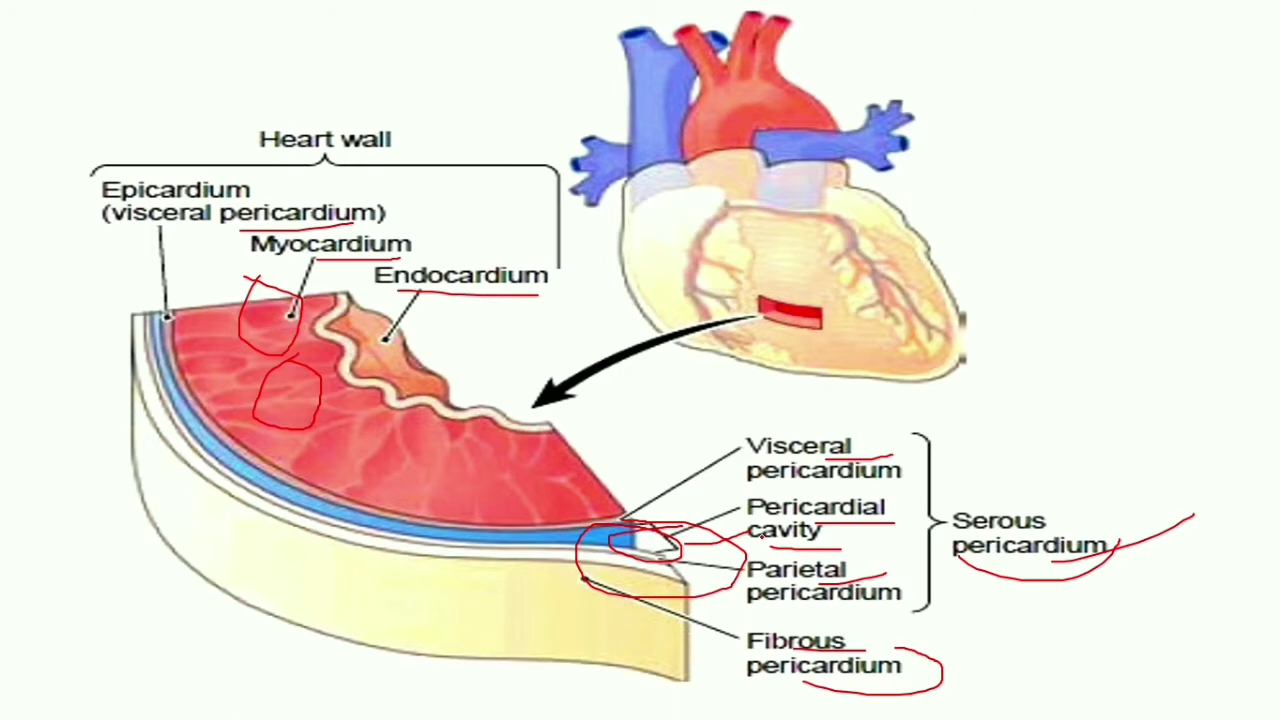 Heart wall
Epicardium
(visceral pericardium)
Myocardium
Endocardium
Visceral
pericardium
Pericardial
cavity
Parietal
pericardium
Serous
pericardium
Fibrous
pericardium